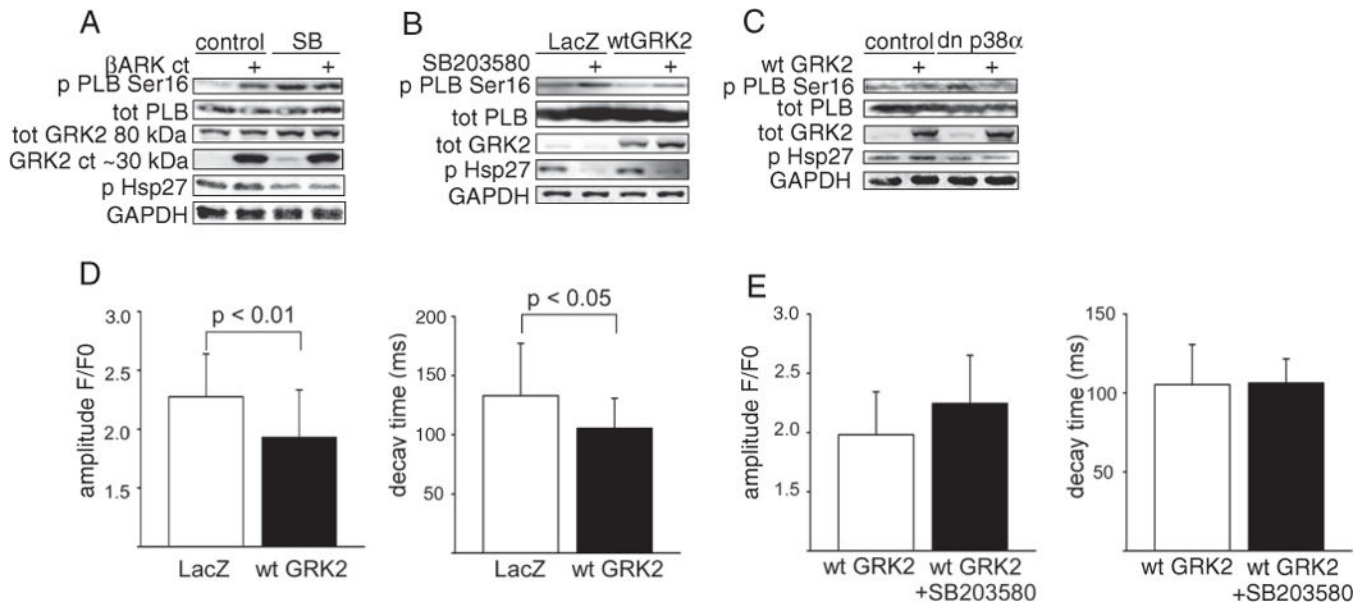 A
control SB
βARK ct + +
p PLB Ser16
tot PLB
tot GRK2 80 kDa
GRK2 ct ~30 kDa
p Hsp27
GAPDH
B
LacZ wtGRK2
SB203580 + +
p PLB Ser16
tot PLB
tot GRK2
p Hsp27
GAPDH
C
control dn p38α
wt GRK2 + +
p PLB Ser16
tot PLB
tot GRK2
p Hsp27
GAPDH
D
amplitude F/F0
3.0
2.5
2.0
1.5
p < 0.01
LacZ wt GRK2
decay time (ms)
200
150
100
50
p < 0.05
LacZ wt GRK2
E
amplitude F/F0
3.0
2.5
2.0
1.5
wt GRK2 wt GRK2
+SB203580
decay time (ms)
150
100
50
wt GRK2 wt GRK2
+SB203580